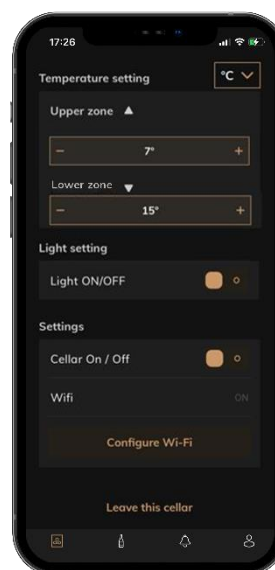 17:26
Temperature setting °C
Upper zone ▲
− 7° +
Lower zone ▼
− 15° +
Light setting
Light ON/OFF
Settings
Cellar On / Off
Wifi ON
Configure Wi-Fi
Leave this cellar